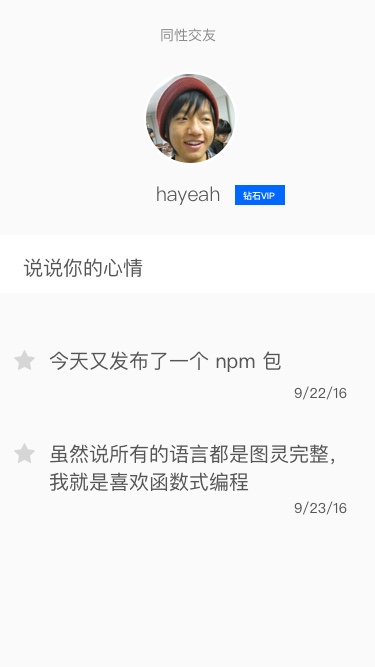 同性交友
hayeah 钻石VIP
说说你的心情
今天又发布了一个 npm 包
9/22/16
虽然说所有的语言都是图灵完整，
我就是喜欢函数式编程
9/23/16